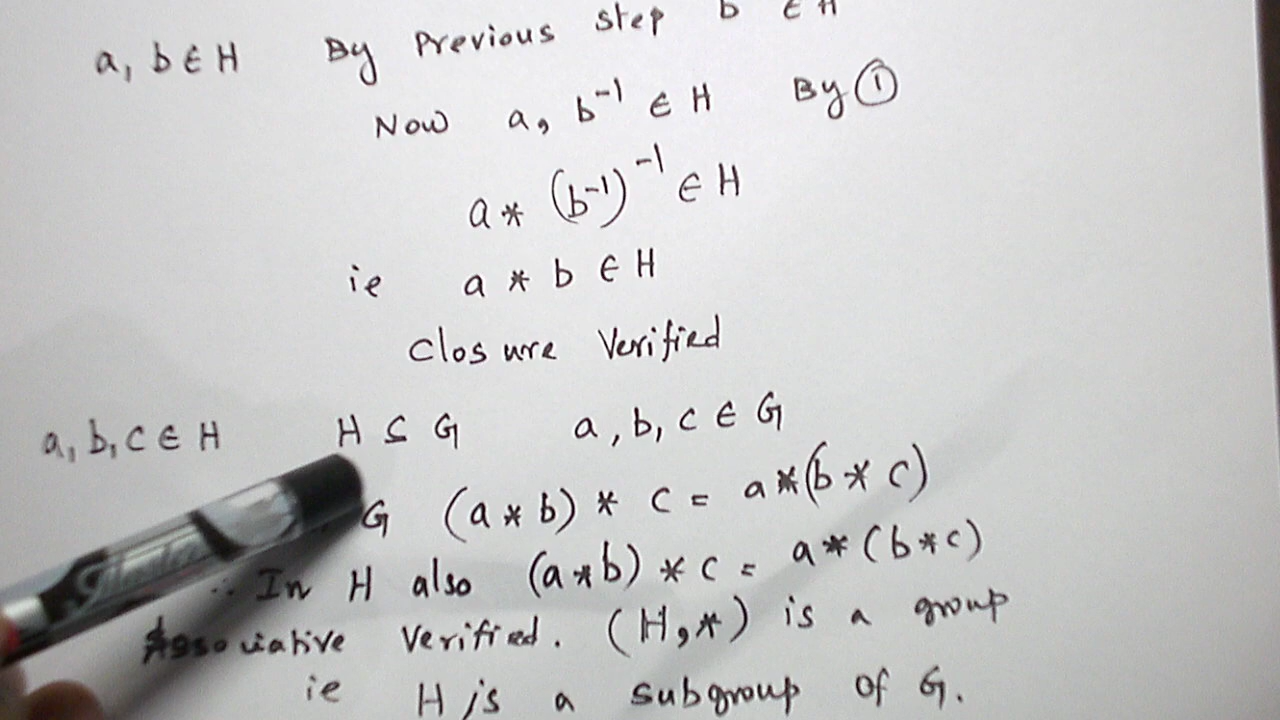 a, b ∈ H By Previous step b ∈ H
Now a, b⁻¹ ∈ H By ①
a * (b⁻¹)⁻¹ ∈ H
ie a * b ∈ H
Closure Verified
a, b, c ∈ H H ⊆ G a, b, c ∈ G
G (a * b) * c = a * (b * c)
∴ In H also (a * b) * c = a * (b * c)
Associative Verified. (H, *) is a group
ie H is a subgroup of G.